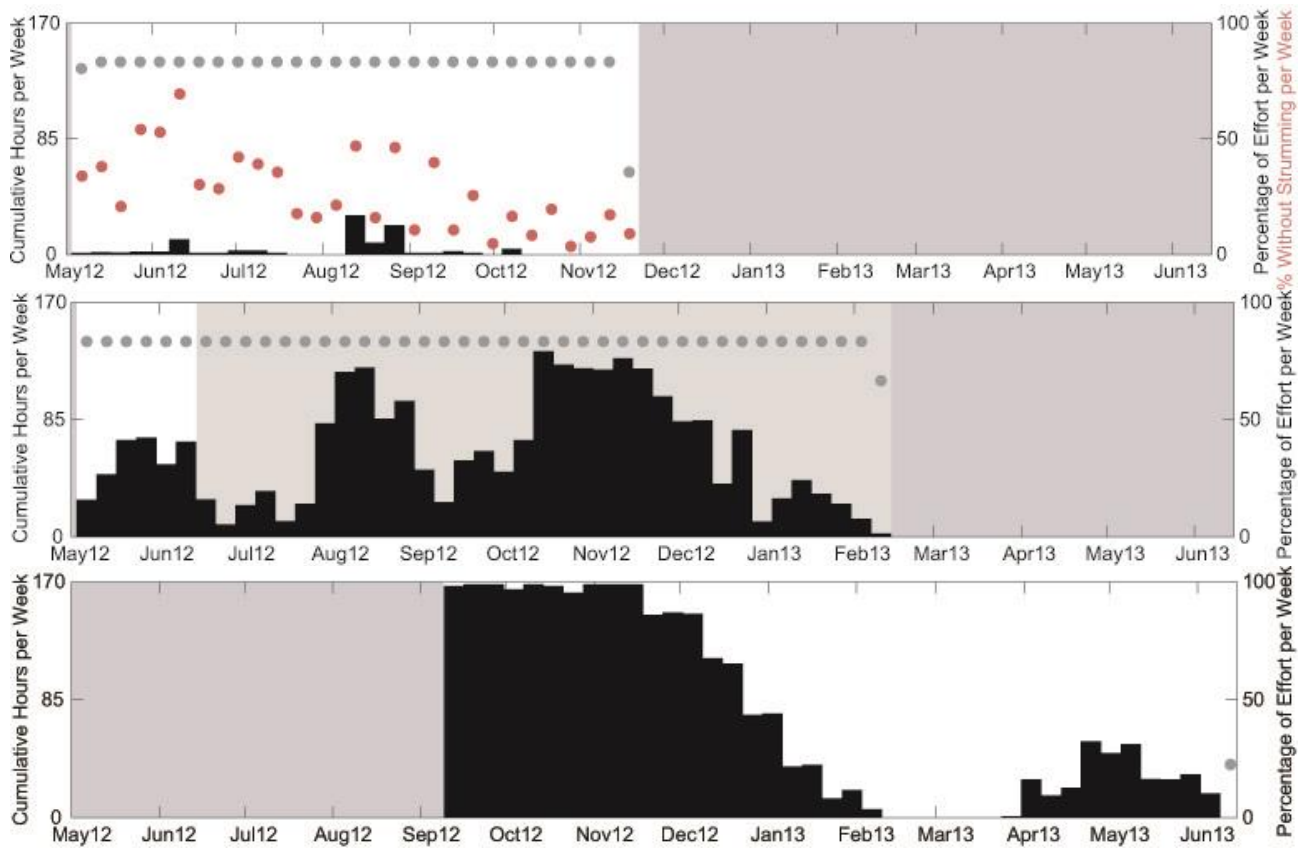 170
85
0
Cumulative Hours per Week
100
50
0
Percentage of Effort per Week
% Without Strumming per Week
May12 Jun12 Jul12 Aug12 Sep12 Oct12 Nov12 Dec12 Jan13 Feb13 Mar13 Apr13 May13 Jun13
170
85
0
Cumulative Hours per Week
100
50
0
Percentage of Effort per Week
May12 Jun12 Jul12 Aug12 Sep12 Oct12 Nov12 Dec12 Jan13 Feb13 Mar13 Apr13 May13 Jun13
170
85
0
Cumulative Hours per Week
100
50
0
Percentage of Effort per Week
May12 Jun12 Jul12 Aug12 Sep12 Oct12 Nov12 Dec12 Jan13 Feb13 Mar13 Apr13 May13 Jun13